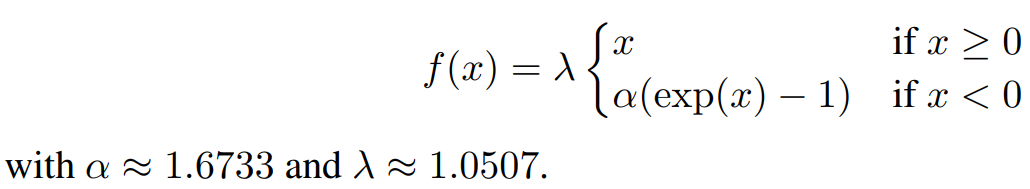 f(x) = λ { x if x ≥ 0
α(exp(x) − 1) if x < 0
with α ≈ 1.6733 and λ ≈ 1.0507.